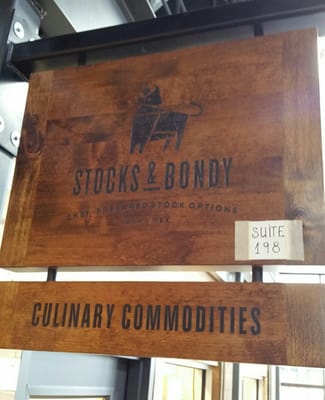 STOCKS & BONDY
CHEF-PREPARED STOCK OPTIONS
SUITE
198
CULINARY COMMODITIES